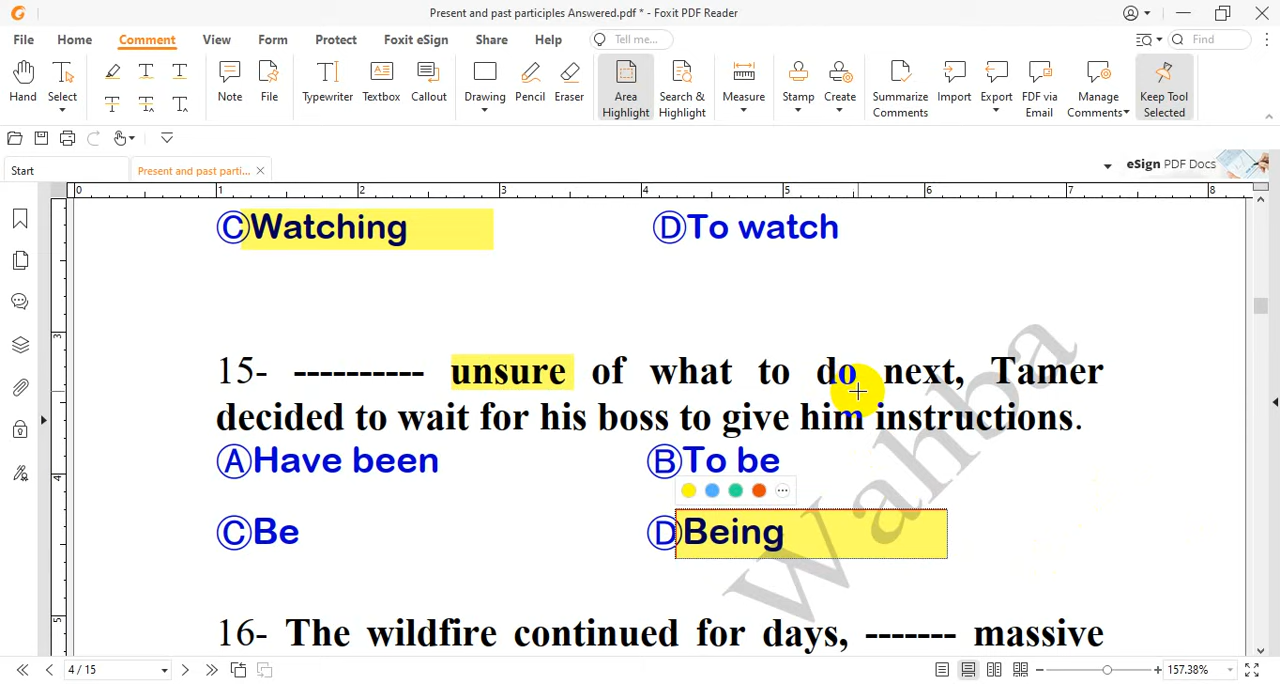 Present and past participles Answered.pdf * - Foxit PDF Reader
File Home Comment View Form Protect Foxit eSign Share Help Tell me... Find
Hand Select Note File Typewriter Textbox Callout Drawing Pencil Eraser Area Highlight Search & Highlight Measure Stamp Create Summarize Comments Import Export FDF via Email Manage Comments Keep Tool Selected
Start Present and past parti... eSign PDF Docs
0 1 2 3 4 5 6 7 8
Ⓒ Watching Ⓓ To watch
3
15- ---------- unsure of what to do next, Tamer
decided to wait for his boss to give him instructions.
Ⓐ Have been Ⓑ To be
4
Ⓒ Be Ⓓ Being
Wahba
16- The wildfire continued for days, ------- massive
5
4 / 15 157.38%